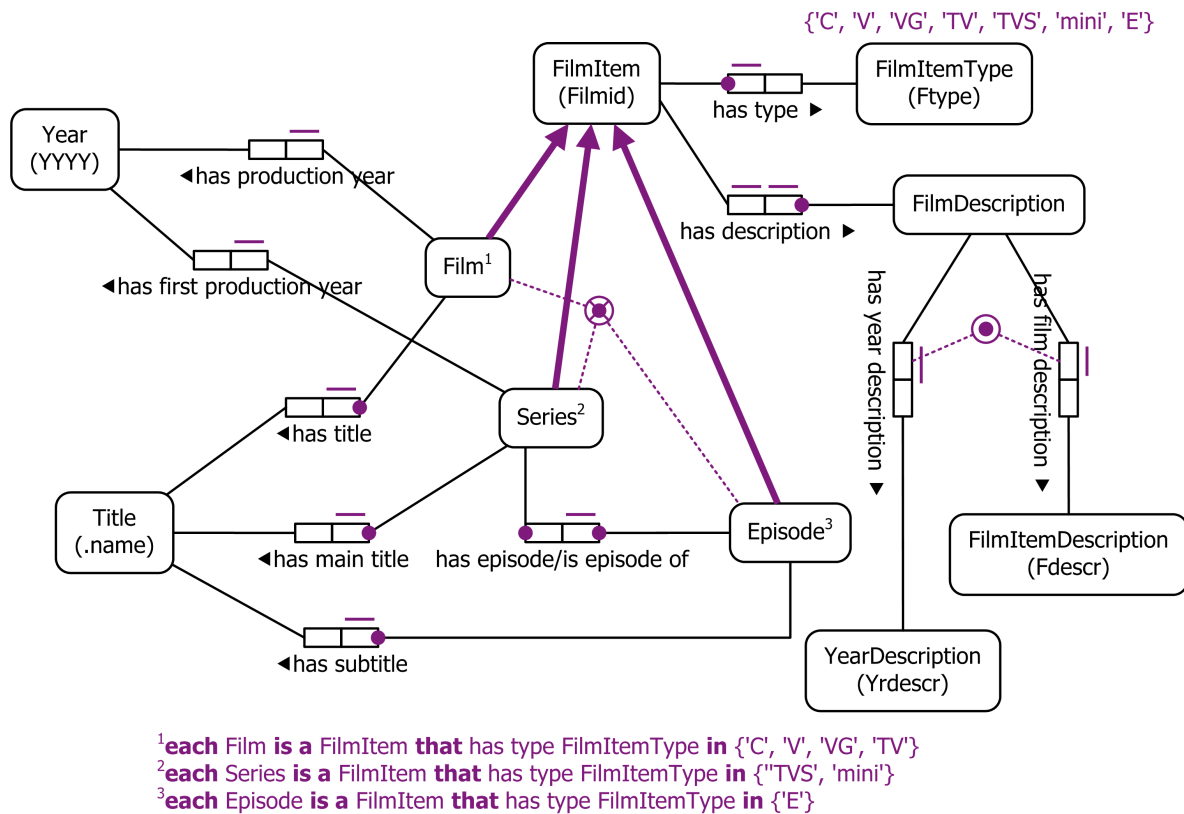 {'C', 'V', 'VG', 'TV', 'TVS', 'mini', 'E'}
FilmItem
(Filmid)
FilmItemType
(Ftype)
has type ►
Year
(YYYY)
◄has production year
FilmDescription
has description ►
Film1
◄has first production year
has year description ►
has film description ►
Series2
◄has title
Title
(.name)
◄has main title
has episode/is episode of
Episode3
FilmItemDescription
(Fdescr)
◄has subtitle
YearDescription
(Yrdescr)
1each Film is a FilmItem that has type FilmItemType in {'C', 'V', 'VG', 'TV'}
2each Series is a FilmItem that has type FilmItemType in {''TVS', 'mini'}
3each Episode is a FilmItem that has type FilmItemType in {'E'}